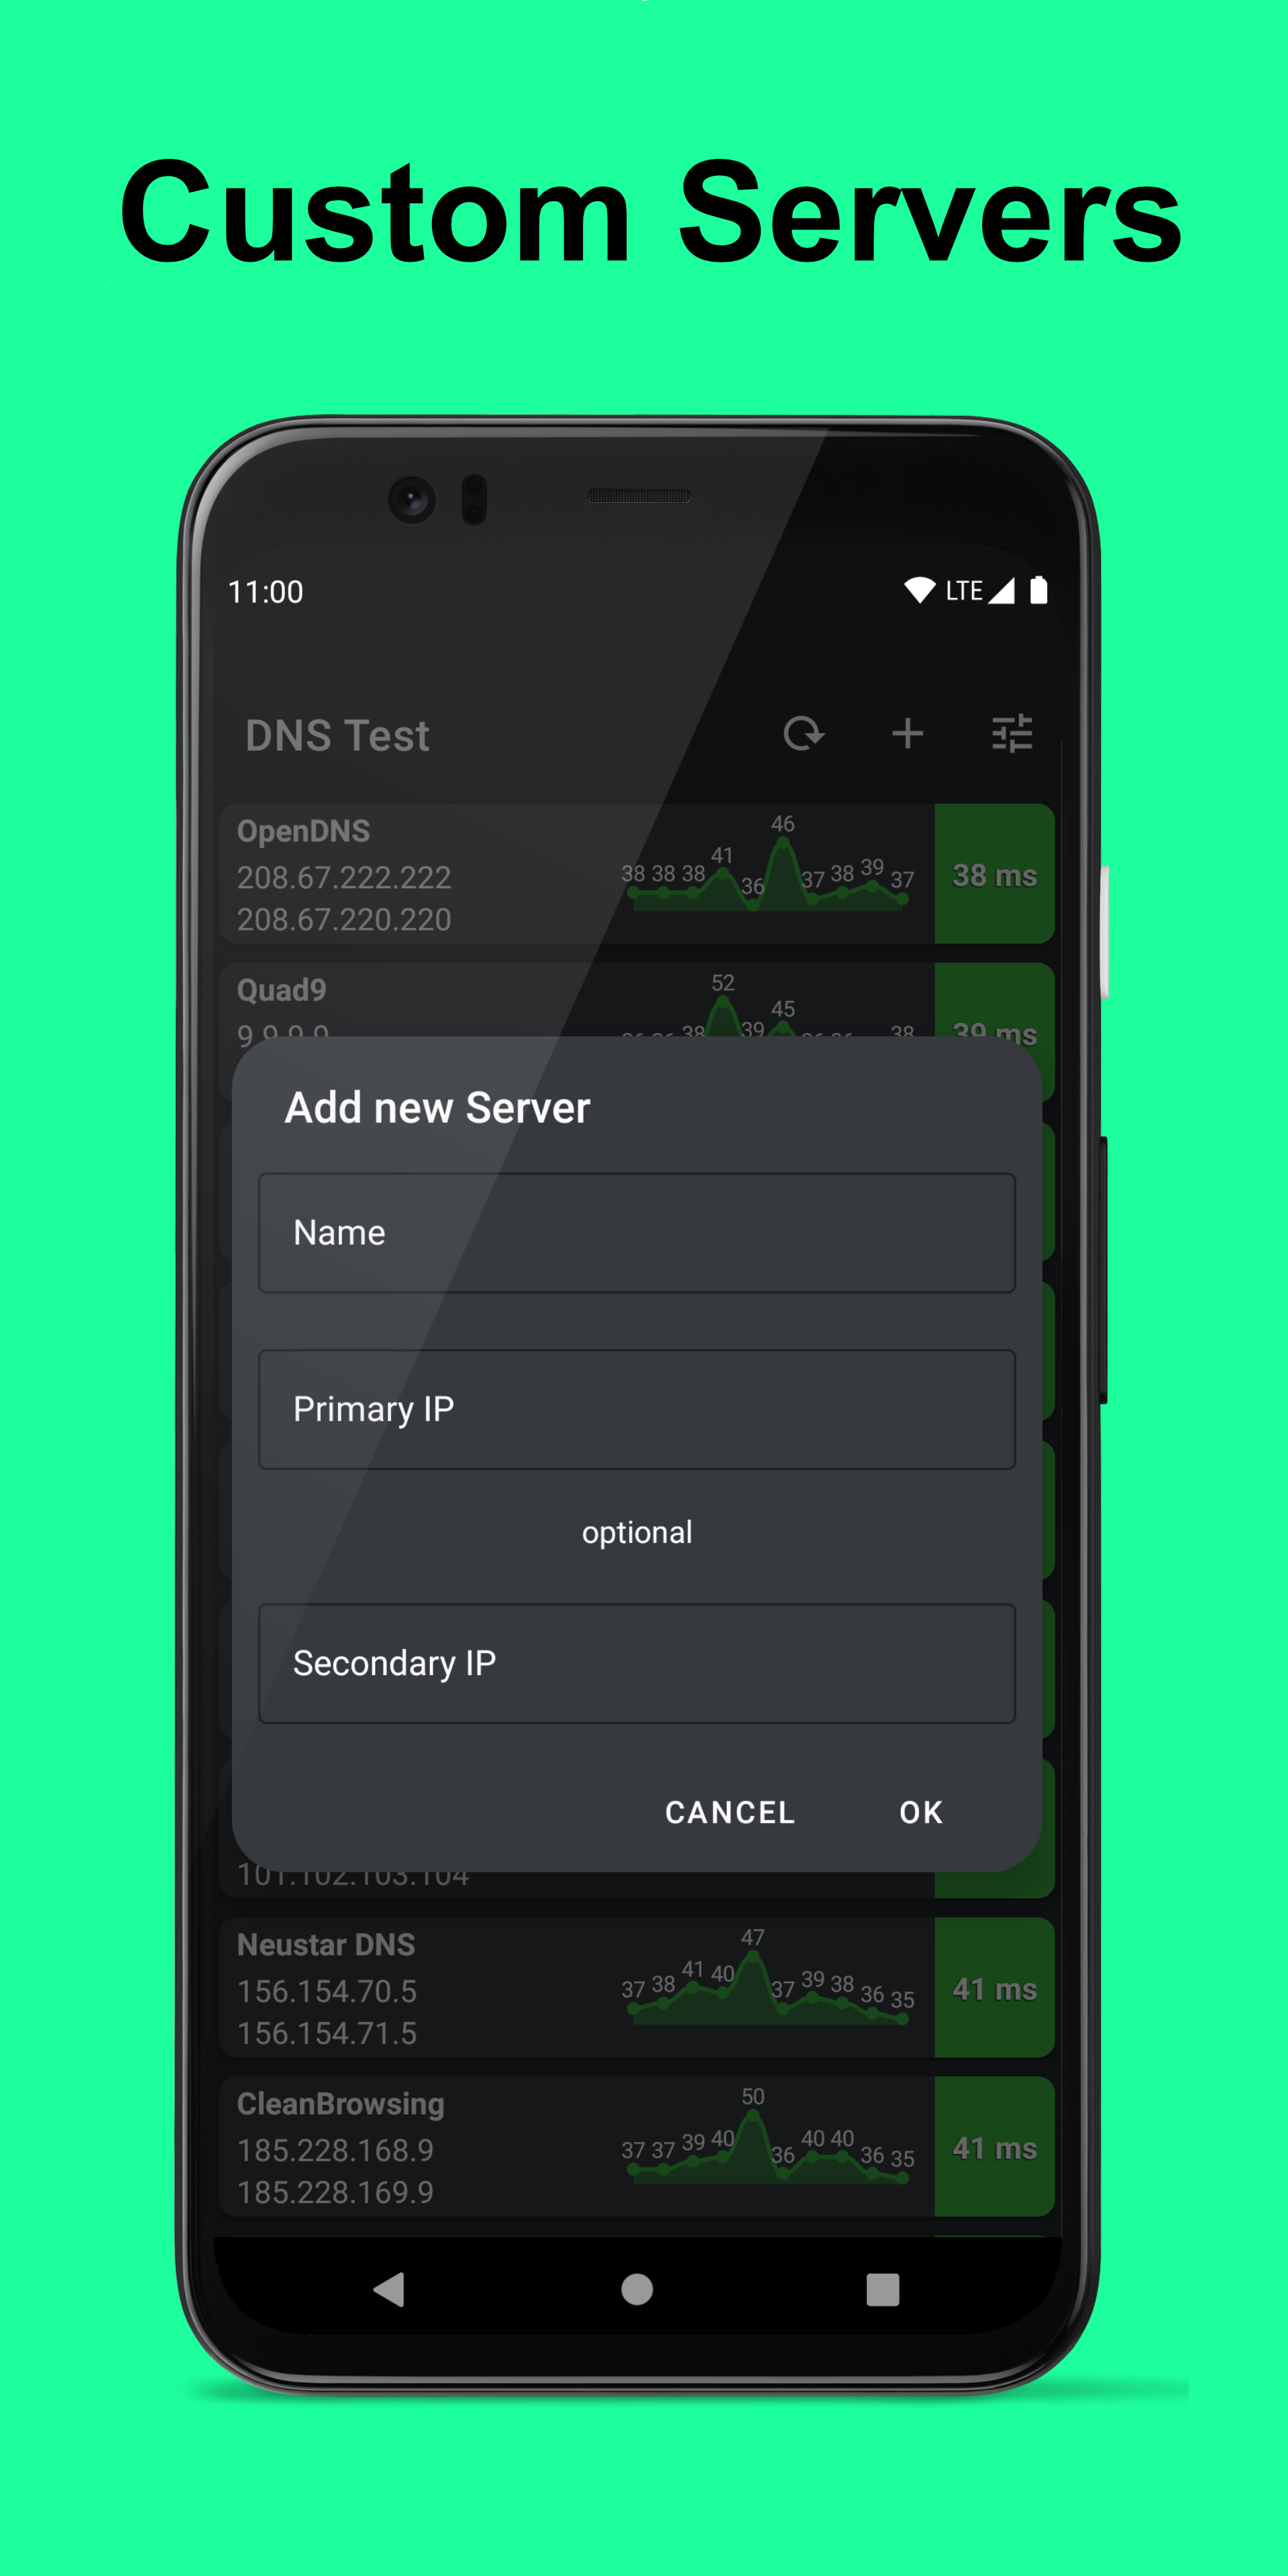 Custom Servers
11:00 LTE
DNS Test
OpenDNS
208.67.222.222
208.67.220.220
38 38 38 41 36 46 37 38 39 37
38 ms
Quad9
9.9.9.9
38 52 39 45 38
39 ms
Add new Server
Name
Primary IP
optional
Secondary IP
CANCEL OK
101.102.103.104
Neustar DNS
156.154.70.5
156.154.71.5
37 38 41 40 47 37 39 38 36 35
41 ms
CleanBrowsing
185.228.168.9
185.228.169.9
37 37 39 40 50 36 40 40 36 35
41 ms